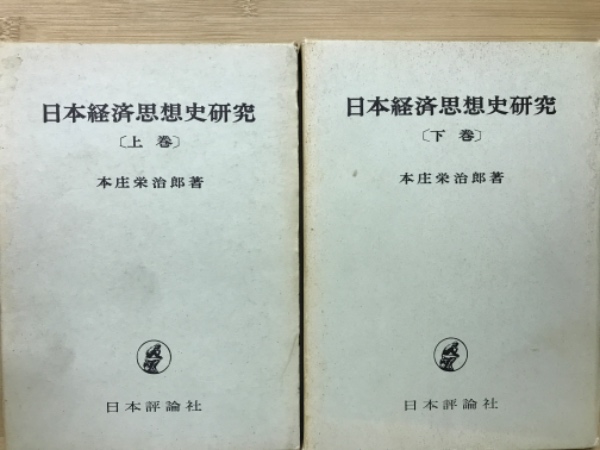 日本経済思想史研究
〔上巻〕
本庄栄治郎著
日本評論社
日本経済思想史研究
〔下巻〕
本庄栄治郎著
日本評論社